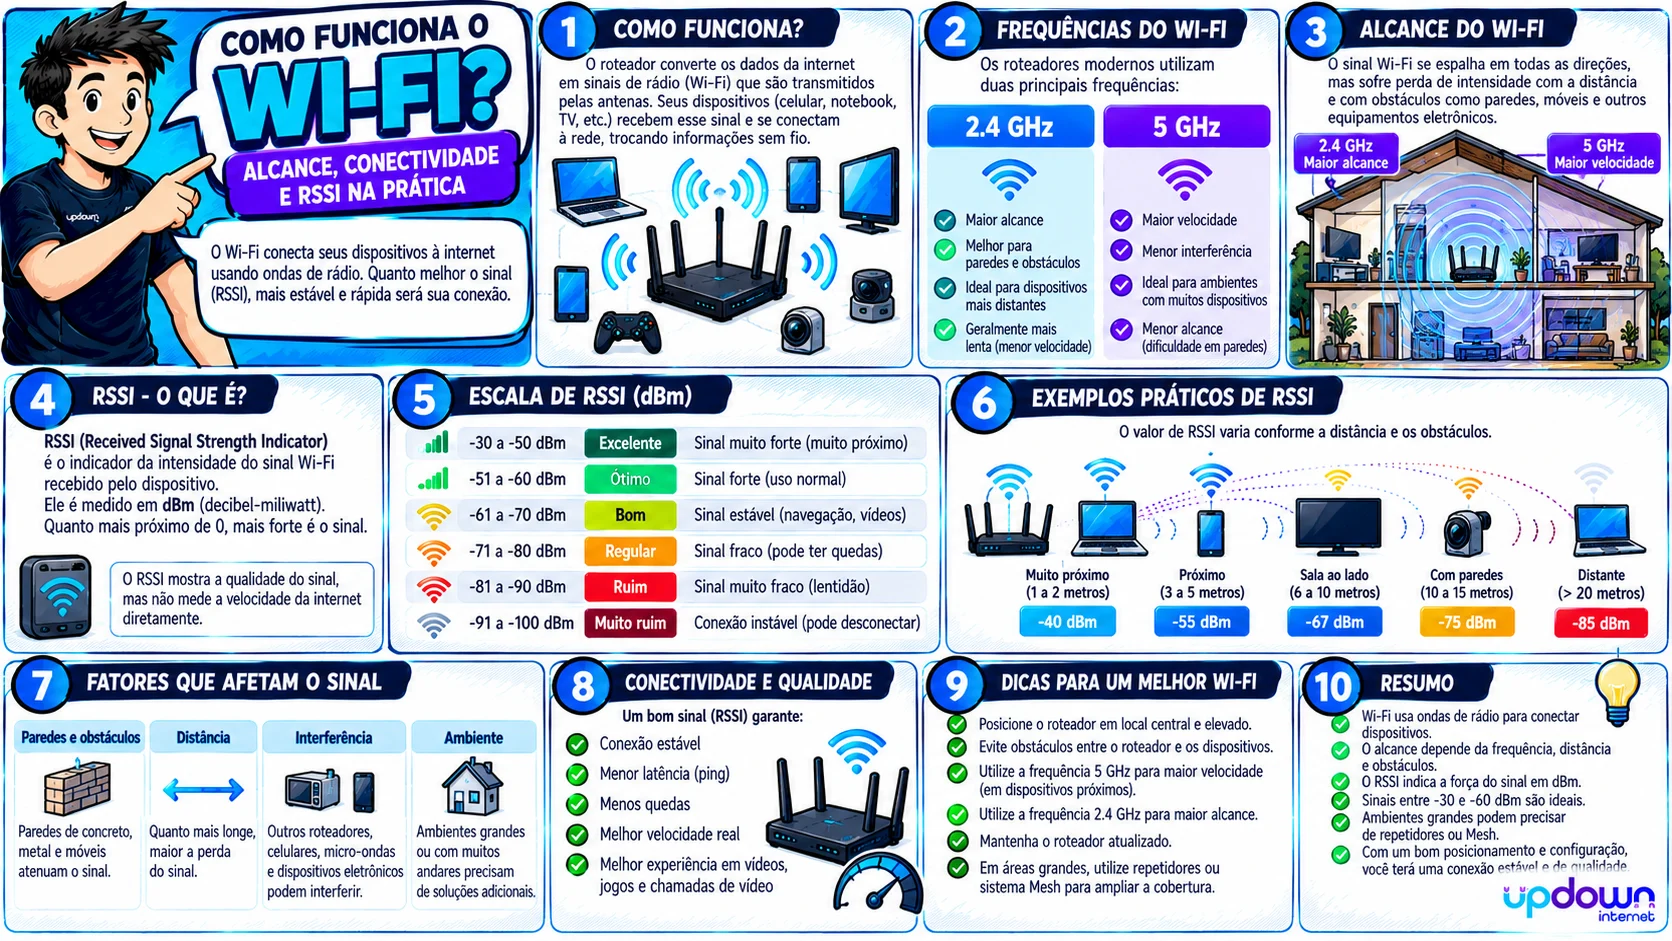 COMO FUNCIONA O
WI-FI?
ALCANCE, CONECTIVIDADE
E RSSI NA PRÁTICA
updown
O Wi-Fi conecta seus dispositivos à internet
usando ondas de rádio. Quanto melhor o sinal
(RSSI), mais estável e rápida será sua conexão.
1 COMO FUNCIONA?
O roteador converte os dados da internet
em sinais de rádio (Wi-Fi) que são transmitidos
pelas antenas. Seus dispositivos (celular, notebook,
TV, etc.) recebem esse sinal e se conectam
à rede, trocando informações sem fio.
2 FREQUÊNCIAS DO WI-FI
Os roteadores modernos utilizam
duas principais frequências:
2.4 GHz
Maior alcance
Melhor para
paredes e obstáculos
Ideal para dispositivos
mais distantes
Geralmente mais
lenta (menor velocidade)
5 GHz
Maior velocidade
Menor interferência
Ideal para ambientes
com muitos dispositivos
Menor alcance
(dificuldade em paredes)
3 ALCANCE DO WI-FI
O sinal Wi-Fi se espalha em todas as direções,
mas sofre perda de intensidade com a distância
e com obstáculos como paredes, móveis e outros
equipamentos eletrônicos.
2.4 GHz
Maior alcance
5 GHz
Maior velocidade
4 RSSI - O QUE É?
RSSI (Received Signal Strength Indicator)
é o indicador da intensidade do sinal Wi-Fi
recebido pelo dispositivo.
Ele é medido em dBm (decibel-miliwatt).
Quanto mais próximo de 0, mais forte é o sinal.
O RSSI mostra a qualidade do sinal,
mas não mede a velocidade da internet
diretamente.
5 ESCALA DE RSSI (dBm)
-30 a -50 dBm Excelente Sinal muito forte (muito próximo)
-51 a -60 dBm Ótimo Sinal forte (uso normal)
-61 a -70 dBm Bom Sinal estável (navegação, vídeos)
-71 a -80 dBm Regular Sinal fraco (pode ter quedas)
-81 a -90 dBm Ruim Sinal muito fraco (lentidão)
-91 a -100 dBm Muito ruim Conexão instável (pode desconectar)
6 EXEMPLOS PRÁTICOS DE RSSI
O valor de RSSI varia conforme a distância e os obstáculos.
Muito próximo
(1 a 2 metros)
-40 dBm
Próximo
(3 a 5 metros)
-55 dBm
Sala ao lado
(6 a 10 metros)
-67 dBm
Com paredes
(10 a 15 metros)
-75 dBm
Distante
(> 20 metros)
-85 dBm
7 FATORES QUE AFETAM O SINAL
Paredes e obstáculos
Paredes de concreto,
metal e móveis
atenuam o sinal.
Distância
Quanto mais longe,
maior a perda
do sinal.
Interferência
Outros roteadores,
celulares, micro-ondas
e dispositivos eletrônicos
podem interferir.
Ambiente
Ambientes grandes
ou com muitos
andares precisam
de soluções adicionais.
8 CONECTIVIDADE E QUALIDADE
Um bom sinal (RSSI) garante:
Conexão estável
Menor latência (ping)
Menos quedas
Melhor velocidade real
Melhor experiência em vídeos,
jogos e chamadas de vídeo
9 DICAS PARA UM MELHOR WI-FI
Posicione o roteador em local central e elevado.
Evite obstáculos entre o roteador e os dispositivos.
Utilize a frequência 5 GHz para maior velocidade
(em dispositivos próximos).
Utilize a frequência 2.4 GHz para maior alcance.
Mantenha o roteador atualizado.
Em áreas grandes, utilize repetidores ou
sistema Mesh para ampliar a cobertura.
10 RESUMO
Wi-Fi usa ondas de rádio para conectar
dispositivos.
O alcance depende da frequência, distância
e obstáculos.
O RSSI indica a força do sinal em dBm.
Sinais entre -30 e -60 dBm são ideais.
Ambientes grandes podem precisar
de repetidores ou Mesh.
Com um bom posicionamento e configuração,
você terá uma conexão estável e de qualidade.
updown
internet